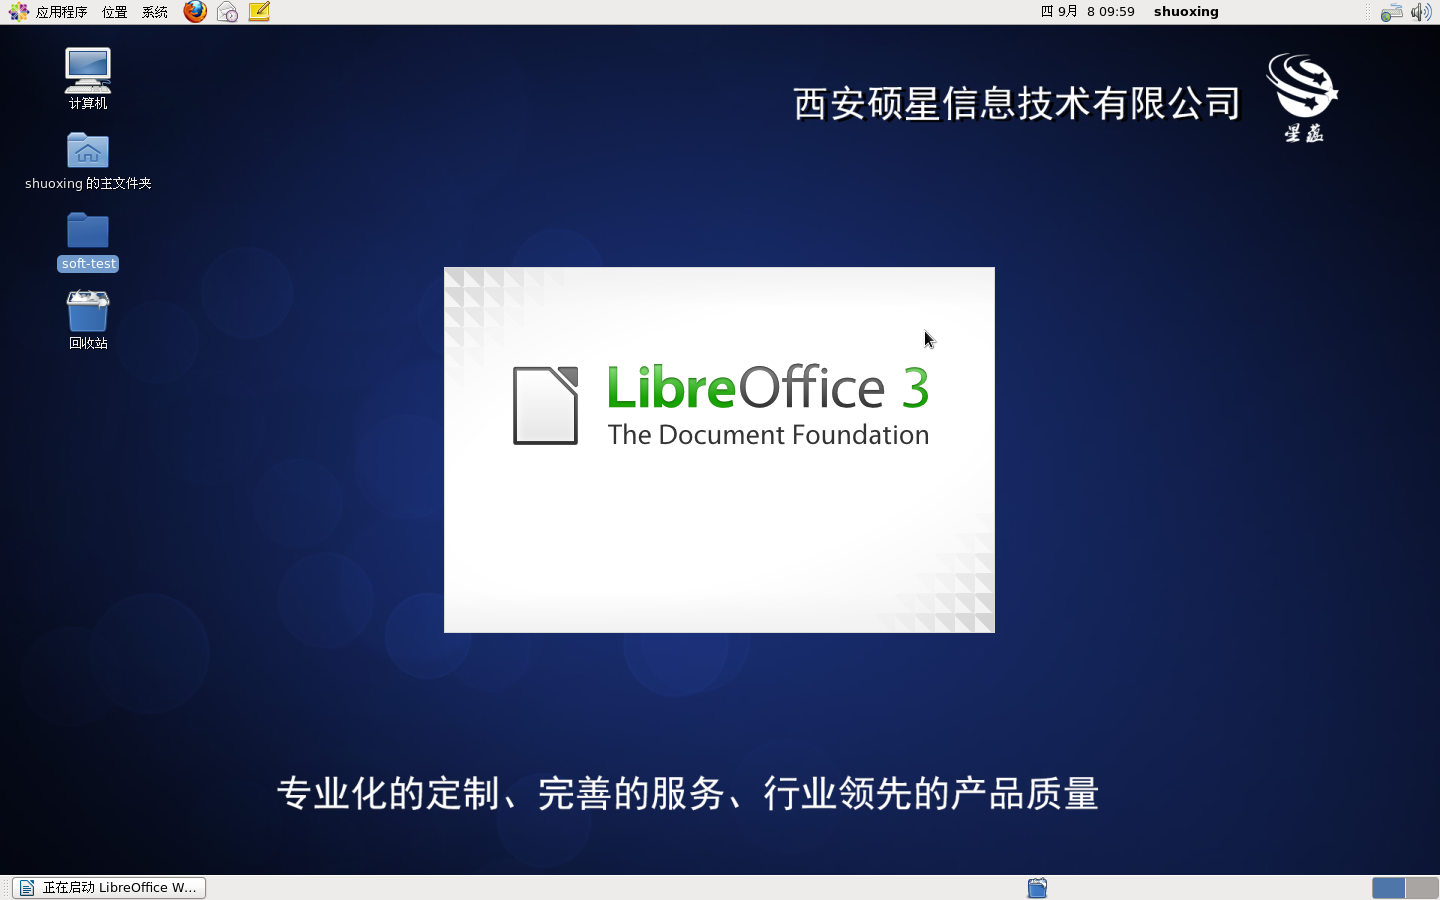 应用程序 位置 系统
四 9月 8 09:59 shuoxing
计算机
shuoxing 的主文件夹
soft-test
回收站
西安硕星信息技术有限公司
LibreOffice 3
The Document Foundation
专业化的定制、完善的服务、行业领先的产品质量
正在启动 LibreOffice W...